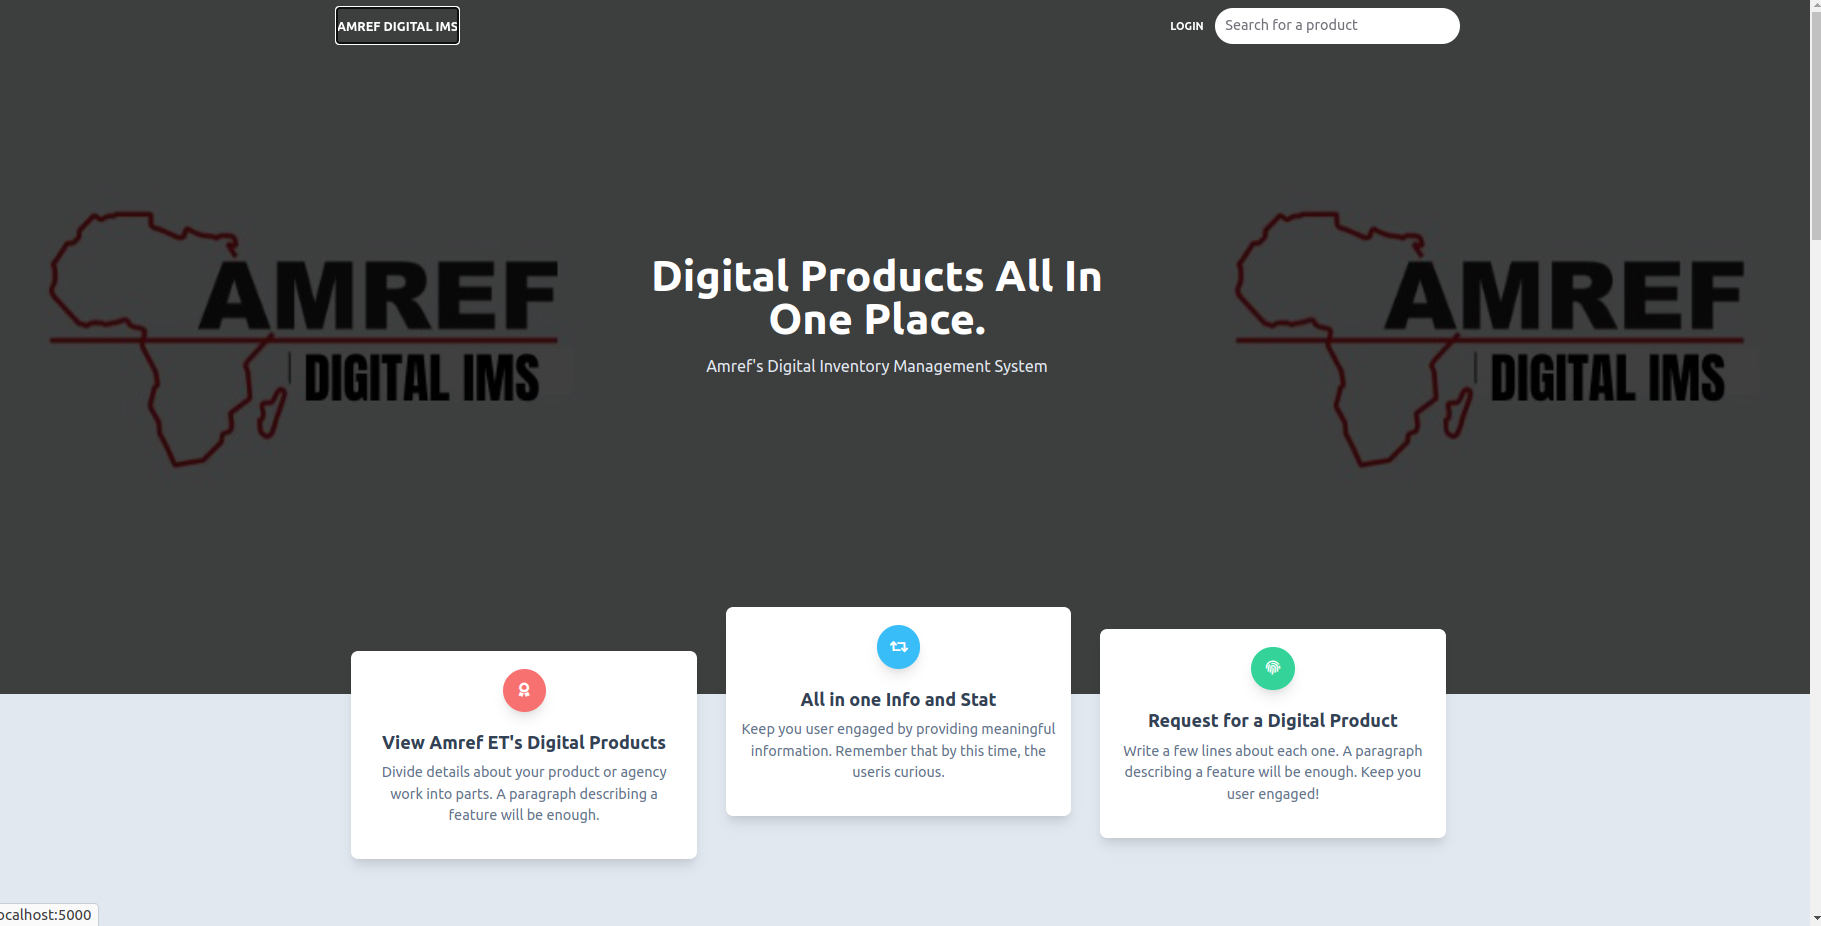 AMREF DIGITAL IMS
LOGIN
Search for a product
AMREF
DIGITAL IMS
Digital Products All In
One Place.
Amref's Digital Inventory Management System
AMREF
DIGITAL IMS
View Amref ET's Digital Products
Divide details about your product or agency
work into parts. A paragraph describing a
feature will be enough.
All in one Info and Stat
Keep you user engaged by providing meaningful
information. Remember that by this time, the
useris curious.
Request for a Digital Product
Write a few lines about each one. A paragraph
describing a feature will be enough. Keep you
user engaged!
ocalhost:5000